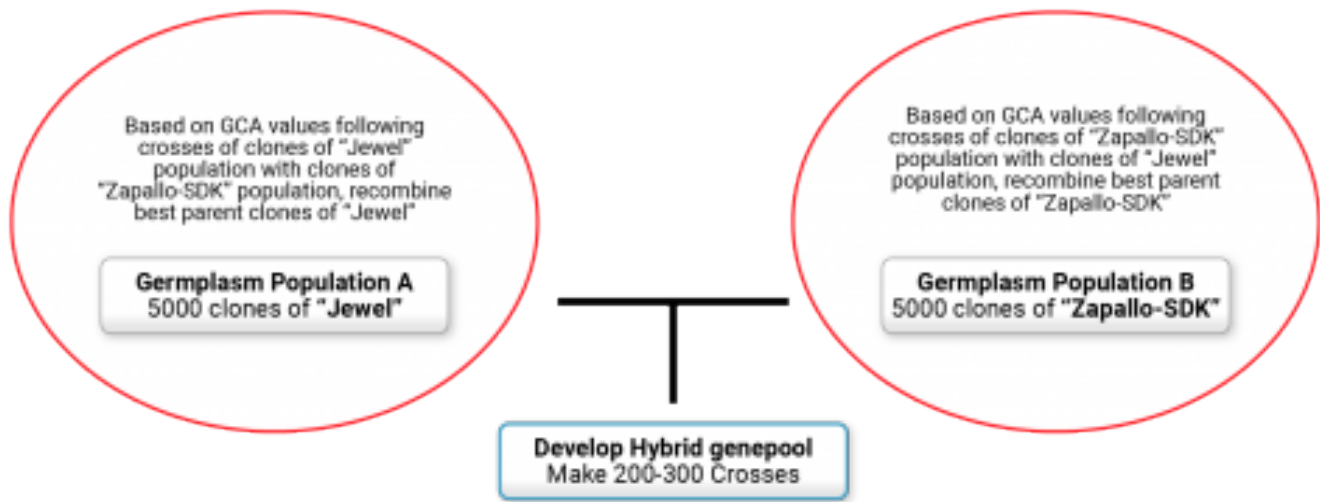 Based on GCA values following
crosses of clones of “Jewel”
population with clones of
“Zapallo-SDK” population, recombine
best parent clones of “Jewel”
Germplasm Population A
5000 clones of “Jewel”
Based on GCA values following
crosses of clones of “Zapallo-SDK”
population with clones of “Jewel”
population, recombine best parent
clones of “Zapallo-SDK”
Germplasm Population B
5000 clones of “Zapallo-SDK”
Develop Hybrid genepool
Make 200-300 Crosses